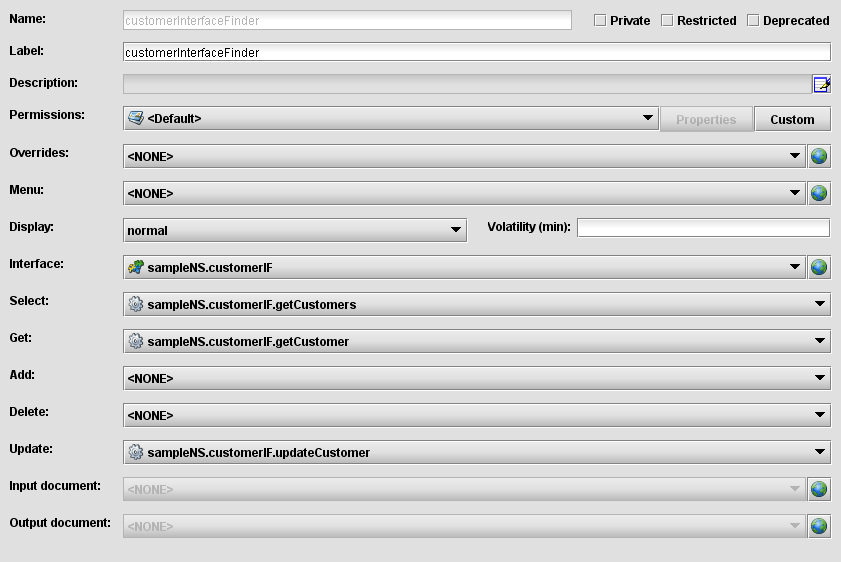 Name: customerInterfaceFinder Private Restricted Deprecated
Label: customerInterfaceFinder
Description:
Permissions: <Default> Properties Custom
Overrides: <NONE>
Menu: <NONE>
Display: normal Volatility (min):
Interface: sampleNS.customerIF
Select: sampleNS.customerIF.getCustomers
Get: sampleNS.customerIF.getCustomer
Add: <NONE>
Delete: <NONE>
Update: sampleNS.customerIF.updateCustomer
Input document: <NONE>
Output document: <NONE>